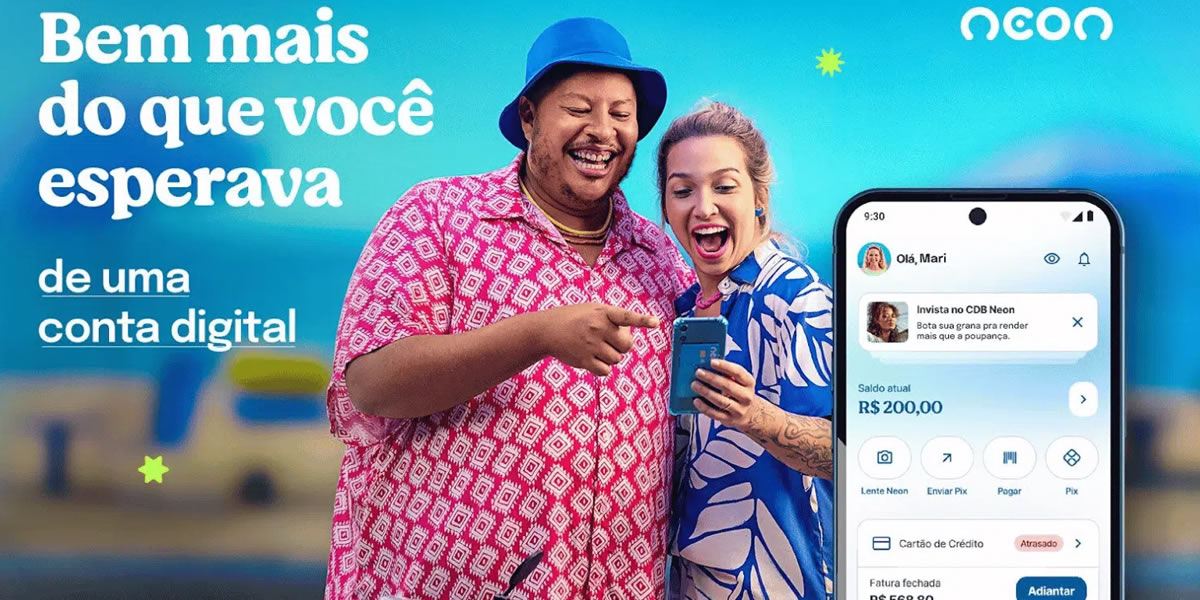 Bem mais
do que você
esperava
de uma
conta digital
neon
9:30
Olá, Mari
Invista no CDB Neon
Bota sua grana pra render
mais que a poupança.
Saldo atual
R$ 200,00
Lente Neon
Enviar Pix
Pagar
Pix
Cartão de Crédito
Atrasado
Fatura fechada
Adiantar
R$ 568,80